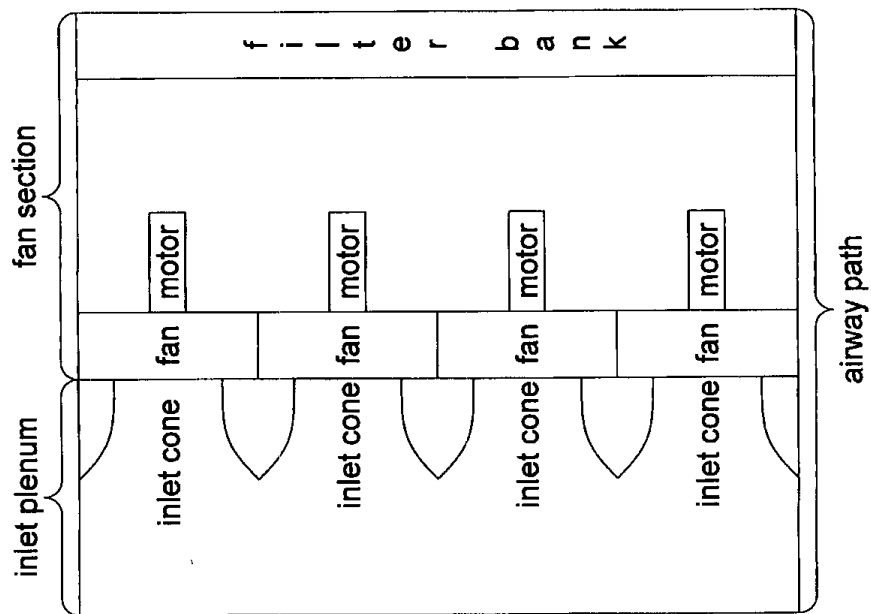 filter bank
fan section
motor
motor
motor
motor
fan
fan
fan
fan
inlet cone
inlet cone
inlet cone
inlet cone
inlet plenum
airway path